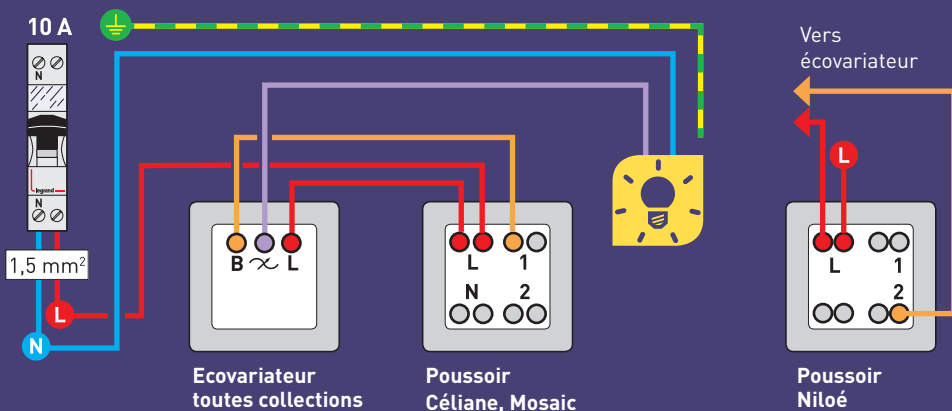 10 A
N
legrand
N
1,5 mm²
L
N
B L
Ecovariateur
toutes collections
L 1
N 2
Poussoir
Céliane, Mosaic
Vers
écovariateur
L
L 1
2
Poussoir
Niloé